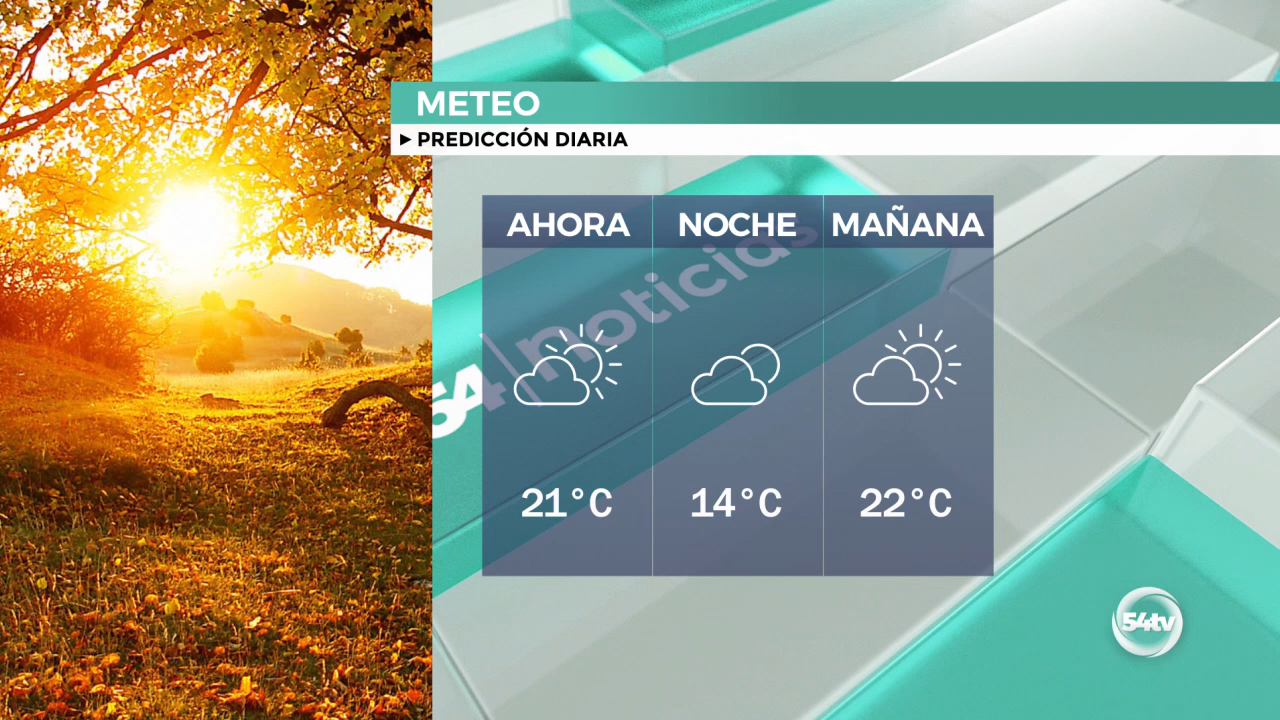 METEO
► PREDICCIÓN DIARIA
AHORA NOCHE MAÑANA
54 | noticias
21°C 14°C 22°C
54tv